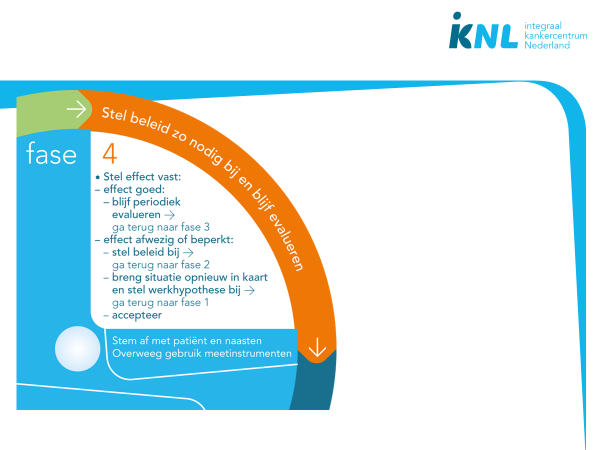 iKNL
integraal
kankercentrum
Nederland
Stel beleid zo nodig bij en blijf evalueren
fase 4
• Stel effect vast:
– effect goed:
– blijf periodiek
evalueren →
ga terug naar fase 3
– effect afwezig of beperkt:
– stel beleid bij →
ga terug naar fase 2
– breng situatie opnieuw in kaart
en stel werkhypothese bij →
ga terug naar fase 1
– accepteer
Stem af met patiënt en naasten
Overweeg gebruik meetinstrumenten